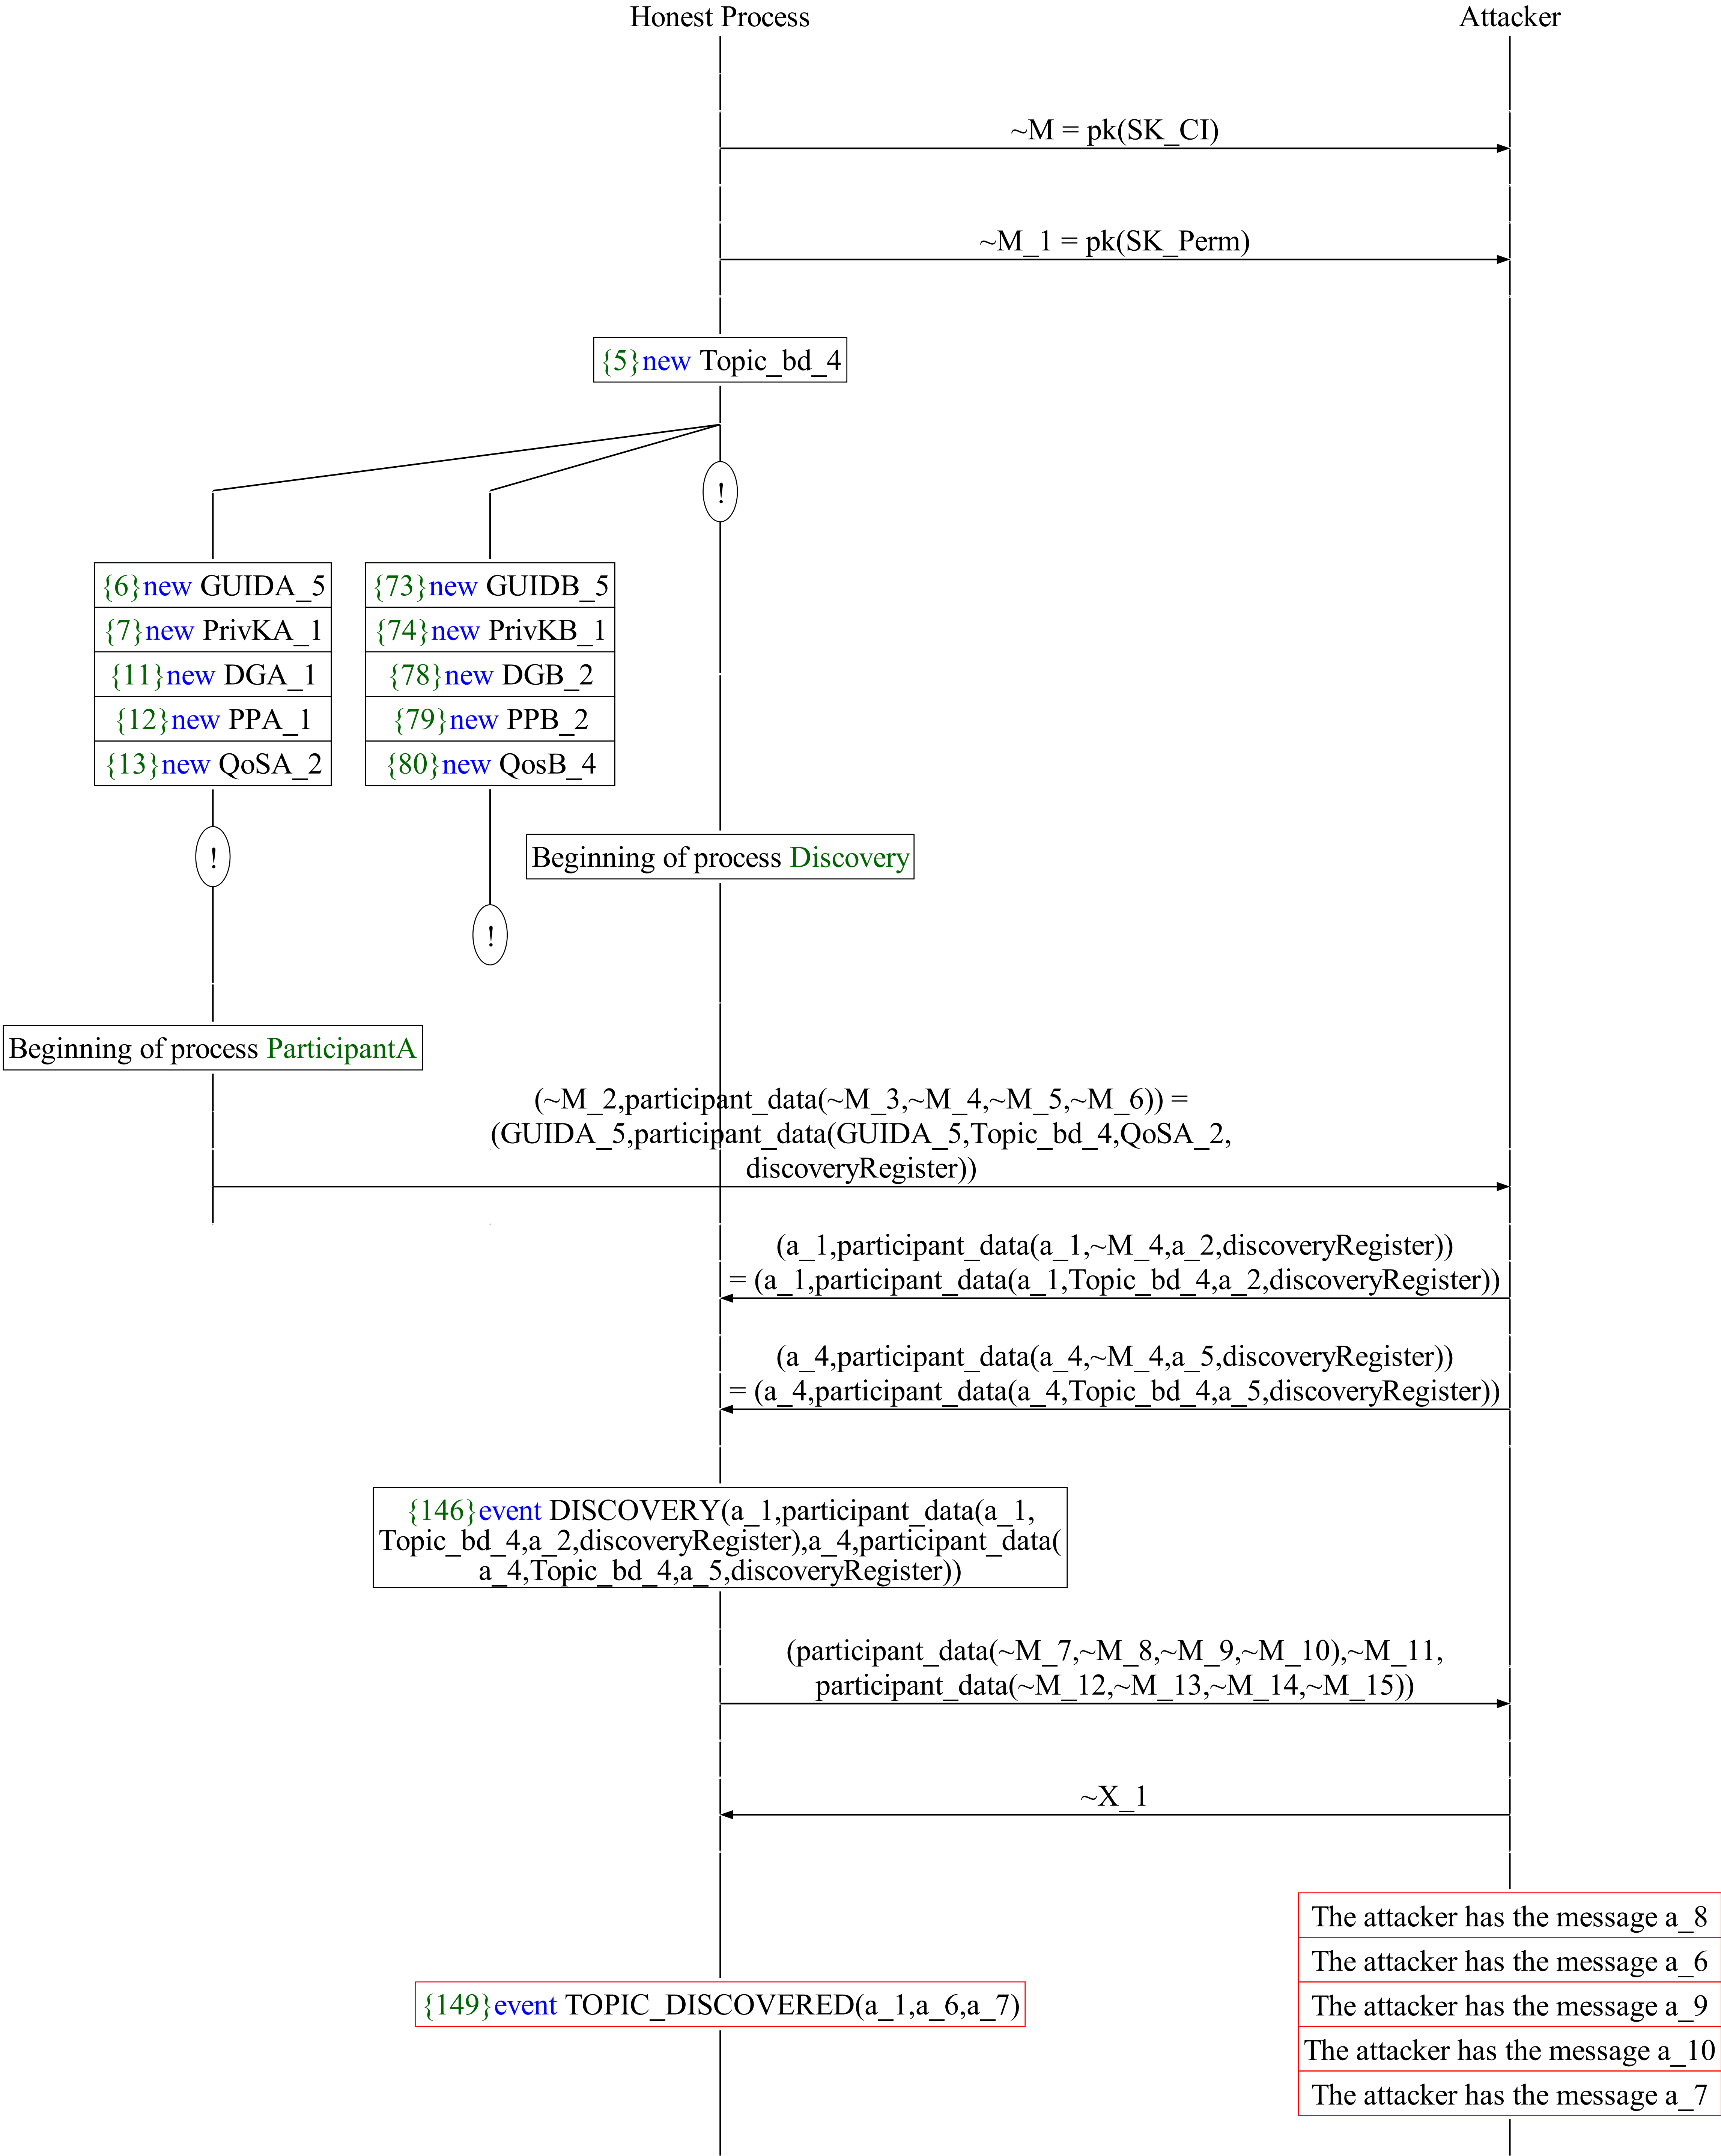 Honest Process
Attacker
~M = pk(SK_CI)
~M_1 = pk(SK_Perm)
{5}new Topic_bd_4
!
{6}new GUIDA_5
{7}new PrivKA_1
{11}new DGA_1
{12}new PPA_1
{13}new QoSA_2
{73}new GUIDB_5
{74}new PrivKB_1
{78}new DGB_2
{79}new PPB_2
{80}new QosB_4
!
Beginning of process Discovery
!
Beginning of process ParticipantA
(~M_2,participant_data(~M_3,~M_4,~M_5,~M_6)) =
(GUIDA_5,participant_data(GUIDA_5,Topic_bd_4,QoSA_2,
discoveryRegister))
(a_1,participant_data(a_1,~M_4,a_2,discoveryRegister))
= (a_1,participant_data(a_1,Topic_bd_4,a_2,discoveryRegister))
(a_4,participant_data(a_4,~M_4,a_5,discoveryRegister))
= (a_4,participant_data(a_4,Topic_bd_4,a_5,discoveryRegister))
{146}event DISCOVERY(a_1,participant_data(a_1,
Topic_bd_4,a_2,discoveryRegister),a_4,participant_data(
a_4,Topic_bd_4,a_5,discoveryRegister))
(participant_data(~M_7,~M_8,~M_9,~M_10),~M_11,
participant_data(~M_12,~M_13,~M_14,~M_15))
~X_1
The attacker has the message a_8
The attacker has the message a_6
The attacker has the message a_9
The attacker has the message a_10
The attacker has the message a_7
{149}event TOPIC_DISCOVERED(a_1,a_6,a_7)